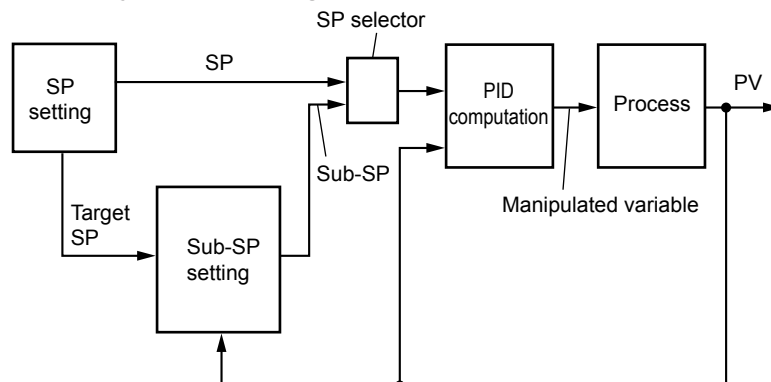 SP selector
SP
setting
SP
PID
computation
Process
PV
Sub-SP
Manipulated variable
Target
SP
Sub-SP
setting